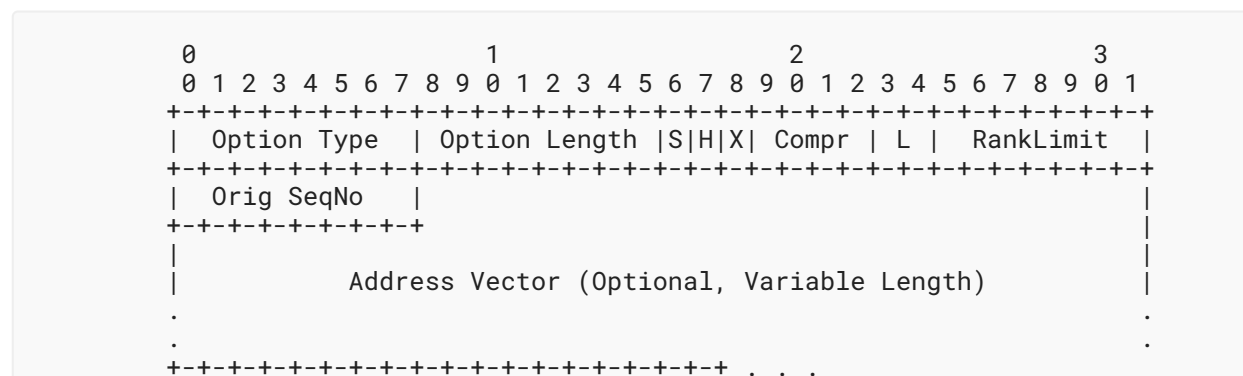 0                   1                   2                   3
 0 1 2 3 4 5 6 7 8 9 0 1 2 3 4 5 6 7 8 9 0 1 2 3 4 5 6 7 8 9 0 1
+-+-+-+-+-+-+-+-+-+-+-+-+-+-+-+-+-+-+-+-+-+-+-+-+-+-+-+-+-+-+-+-+
|  Option Type  | Option Length |S|H|X| Compr | L |  RankLimit  |
+-+-+-+-+-+-+-+-+-+-+-+-+-+-+-+-+-+-+-+-+-+-+-+-+-+-+-+-+-+-+-+-+
|  Orig SeqNo   |                                               |
+-+-+-+-+-+-+-+-+                                               |
|                                                               |
|           Address Vector (Optional, Variable Length)          |
.                                                               .
.                                                               .
+-+-+-+-+-+-+-+-+-+-+-+-+-+-+-+-+-+-+ . . .